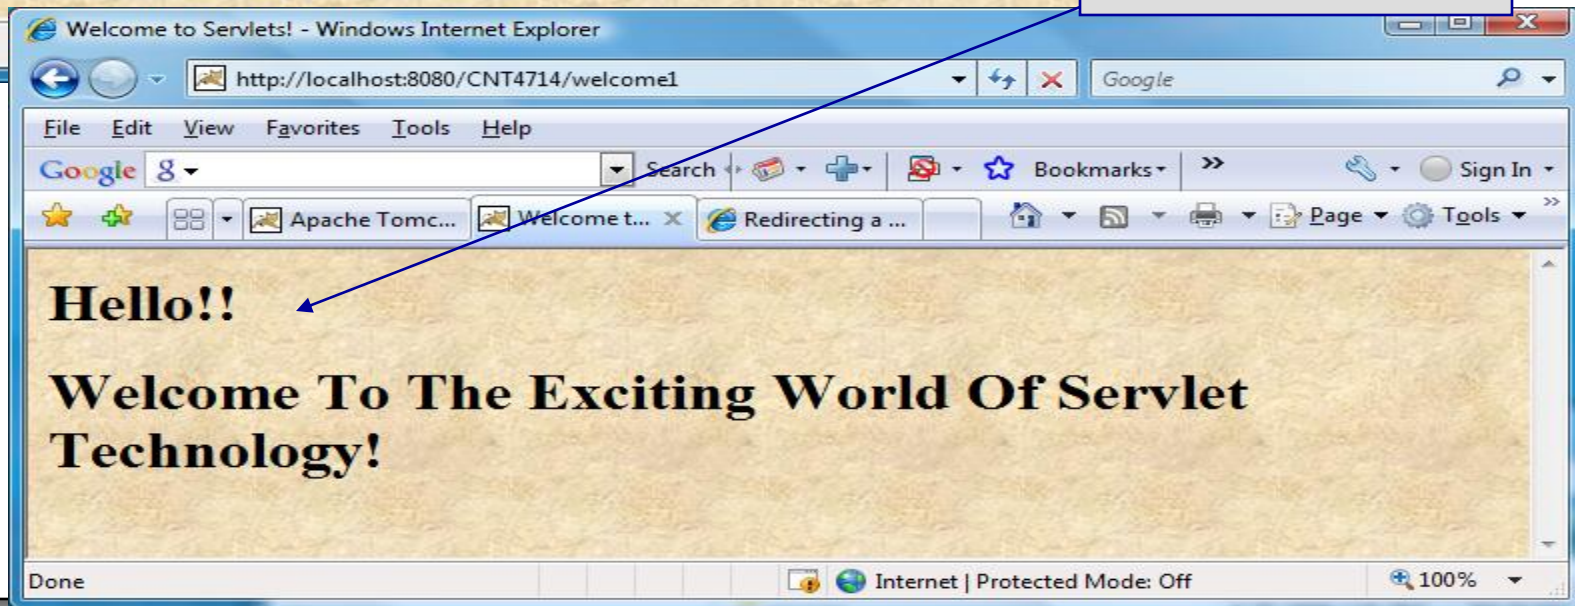 Welcome to Servlets! - Windows Internet Explorer
http://localhost:8080/CNT4714/welcome1
Google
File Edit View Favorites Tools Help
Google g Search Bookmarks >> Sign In
Apache Tomc... Welcome t... Redirecting a ... Page Tools >>
Hello!!
Welcome To The Exciting World Of Servlet
Technology!
Done Internet | Protected Mode: Off 100%